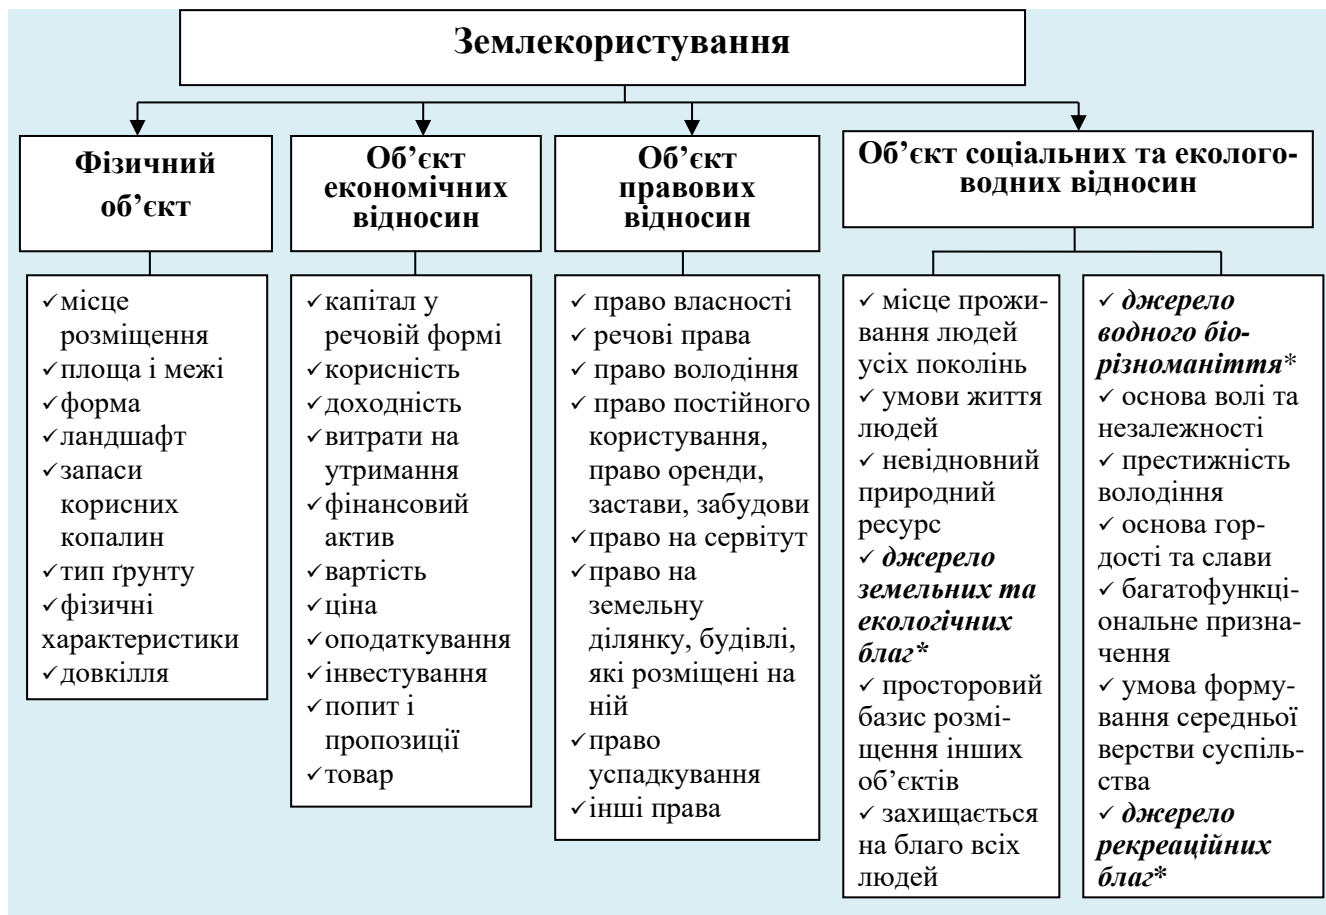 Землекористування
Фізичний
об’єкт
Об’єкт
економічних
відносин
Об’єкт
правових
відносин
Об’єкт соціальних та еколого-
водних відносин
✓місце
розміщення
✓площа і межі
✓форма
✓ландшафт
✓запаси
корисних
копалин
✓тип ґрунту
✓фізичні
характеристики
✓довкілля
✓капітал у
речовій формі
✓корисність
✓доходність
✓витрати на
утримання
✓фінансовий
актив
✓вартість
✓ціна
✓оподаткування
✓інвестування
✓попит і
пропозиції
✓товар
✓ право власності
✓ речові права
✓ право володіння
✓ право постійного
користування,
право оренди,
застави, забудови
✓право на сервітут
✓право на
земельну
ділянку, будівлі,
які розміщені на
ній
✓право
успадкування
✓інші права
✓ місце прожи-
вання людей
усіх поколінь
✓ умови життя
людей
✓ невідновний
природний
ресурс
✓ джерело
земельних та
екологічних
благ*
✓ просторовий
базис розмі-
щення інших
об’єктів
✓ захищається
на благо всіх
людей
✓ джерело
водного біо-
різноманіття*
✓ основа волі та
незалежності
✓ престижність
володіння
✓ основа гор-
дості та слави
✓ багатофункці-
ональне призна-
чення
✓ умова форму-
вання середньої
верстви суспіль-
ства
✓ джерело
рекреаційних
благ*